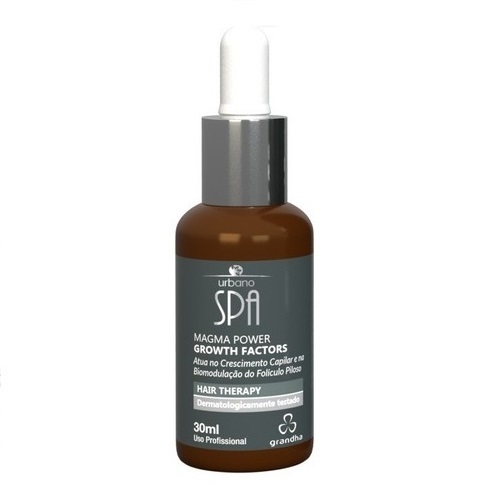 urbano
SPA
MAGMA POWER
GROWTH FACTORS
Atua no Crescimento Capilar e na
Biomodulação do Folículo Piloso
HAIR THERAPY
Dermatologicamente testado
30ml
Uso Profissional
grandha